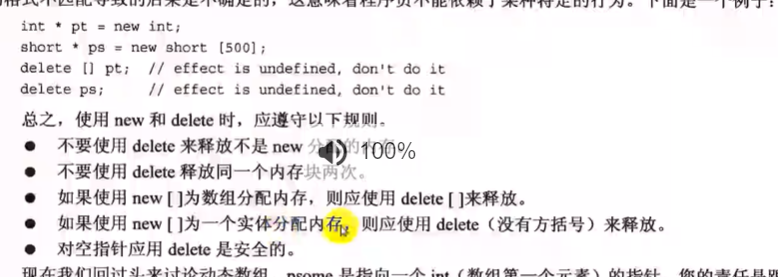 的格式不匹配导致的后果是不确定的，这意味着程序员不能依赖于某种特定的行为。下面是一个例子：
int * pt = new int;
short * ps = new short [500];
delete [] pt;  // effect is undefined, don't do it
delete ps;     // effect is undefined, don't do it
总之，使用 new 和 delete 时，应遵守以下规则。
● 不要使用 delete 来释放不是 new 分配的内存。
100%
● 不要使用 delete 释放同一个内存块两次。
● 如果使用 new [ ]为数组分配内存，则应使用 delete [ ]来释放。
● 如果使用 new [ ]为一个实体分配内存，则应使用 delete（没有方括号）来释放。
● 对空指针应用 delete 是安全的。
现在我们回过头来讨论动态数组。psome 是指向一个 int（数组第一个元素）的指针。您的责任是